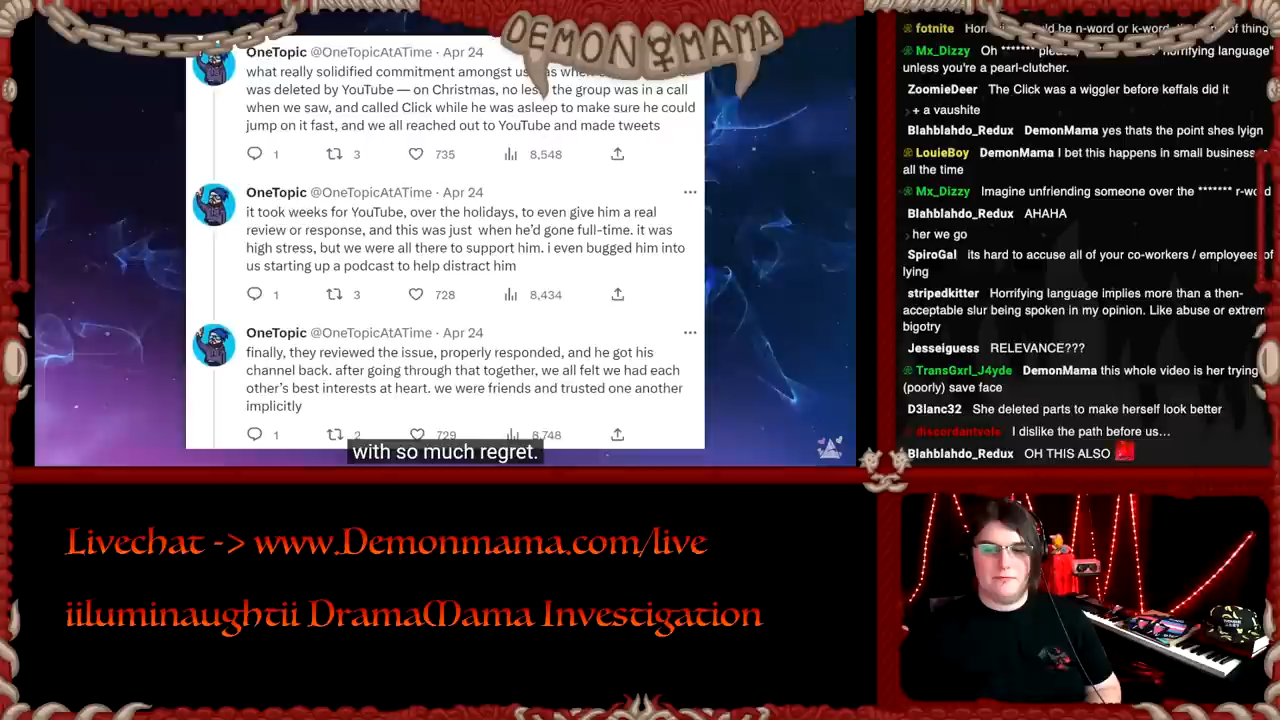 DEMON MAMA
OneTopic @OneTopicAtATime · Apr 24
what really solidified commitment amongst us
was deleted by YouTube — on Christmas, no less. the group was in a call
when we saw, and called Click while he was asleep to make sure he could
jump on it fast, and we all reached out to YouTube and made tweets
1 3 735 8,548
OneTopic @OneTopicAtATime · Apr 24 ...
it took weeks for YouTube, over the holidays, to even give him a real
review or response, and this was just when he'd gone full-time. it was
high stress, but we were all there to support him. i even bugged him into
us starting up a podcast to help distract him
1 3 728 8,434
OneTopic @OneTopicAtATime · Apr 24 ...
finally, they reviewed the issue, properly responded, and he got his
channel back. after going through that together, we all felt we had each
other's best interests at heart. we were friends and trusted one another
implicitly
1 2 729 8,748
with so much regret.
fotnite be n-word or k-word, of thing
Mx_Dizzy Oh ******* "horrifying language"
unless you're a pearl-clutcher.
ZoomieDeer The Click was a wiggler before keffals did it
› + a vaushite
Blahblahdo_Redux DemonMama yes thats the point shes lyign
LouieBoy DemonMama I bet this happens in small business
all the time
Mx_Dizzy Imagine unfriending someone over the ******* r-word
Blahblahdo_Redux AHAHA
› her we go
SpiroGal its hard to accuse all of your co-workers / employees of
lying
stripedkitter Horrifying language implies more than a then-
acceptable slur being spoken in my opinion. Like abuse or extrem
bigotry
Jesseiguess RELEVANCE???
TransGxrl_J4yde DemonMama this whole video is her trying
(poorly) save face
D3lanc32 She deleted parts to make herself look better
discordantvole I dislike the path before us...
Blahblahdo_Redux OH THIS ALSO
Livechat -> www.Demonmama.com/live
iiluminaughtii DramaMama Investigation